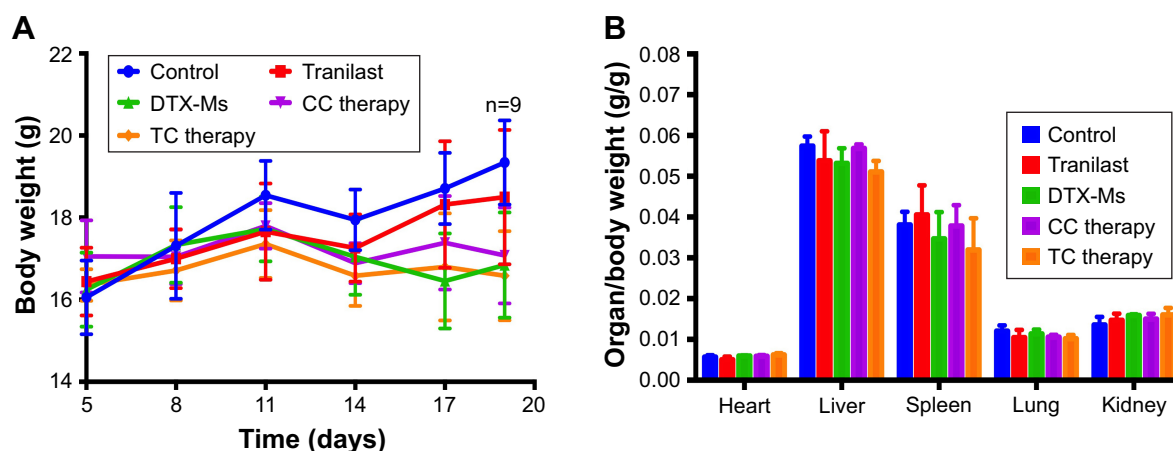 A
Body weight (g)
22
20
18
16
14
Control
Tranilast
DTX-Ms
CC therapy
TC therapy
n=9
5
8
11
14
17
20
Time (days)
B
Organ/body weight (g/g)
0.08
0.07
0.06
0.05
0.04
0.03
0.02
0.01
0.00
Control
Tranilast
DTX-Ms
CC therapy
TC therapy
Heart
Liver
Spleen
Lung
Kidney